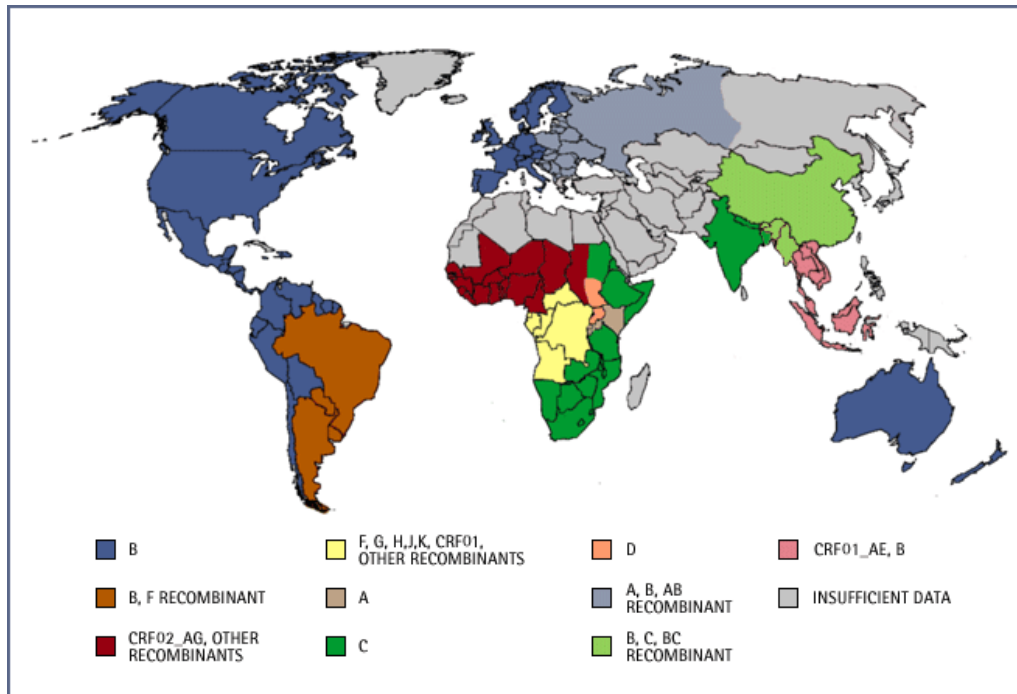 B
B, F RECOMBINANT
CRF02_AG, OTHER
RECOMBINANTS
F, G, H,J,K, CRF01,
OTHER RECOMBINANTS
A
C
D
A, B, AB
RECOMBINANT
B, C, BC
RECOMBINANT
CRF01_AE, B
INSUFFICIENT DATA